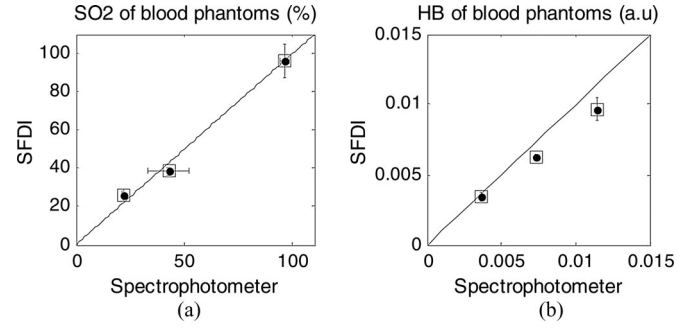 SO2 of blood phantoms (%)
SFDI
100
80
60
40
20
0
0 50 100
Spectrophotometer
(a)
HB of blood phantoms (a.u)
SFDI
0.015
0.01
0.005
0
0 0.005 0.01 0.015
Spectrophotometer
(b)